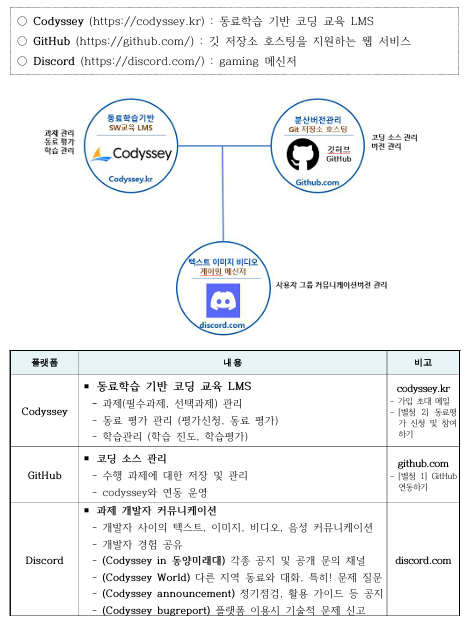 ○ Codyssey (https://codyssey.kr) : 동료학습 기반 코딩 교육 LMS
○ GitHub (https://github.com/) : 깃 저장소 호스팅을 지원하는 웹 서비스
○ Discord (https://discord.com/) : gaming 메신저
동료학습기반
SW교육 LMS
Codyssey
Codyssey.kr
과제 관리
동료 평가
학습 관리
분산버전관리
Git 저장소 호스팅
깃허브
GitHub
Github.com
코딩 소스 관리
버전 관리
텍스트 이미지 비디오
게이밍 메신저
discord.com
사용자 그룹 커뮤니케이션버전 관리
플랫폼
내용
비고
Codyssey
▪ 동료학습 기반 코딩 교육 LMS
- 과제(필수과제, 선택과제) 관리
- 동료 평가 관리 (평가신청, 동료 평가)
- 학습관리 (학습 진도, 학습평가)
codyssey.kr
- 가입 초대 메일
- [별첨 2] 동료평
가 신청 및 참여
하기
GitHub
▪ 코딩 소스 관리
- 수행 과제에 대한 저장 및 관리
- codyssey와 연동 운영
github.com
- [별첨 1] GitHub
연동하기
Discord
▪ 과제 개발자 커뮤니케이션
- 개발자 사이의 텍스트, 이미지, 비디오, 음성 커뮤니케이션
- 개발자 경험 공유
- (Codyssey in 동양미래대) 각종 공지 및 공개 문의 채널
- (Codyssey World) 다른 지역 동료와 대화, 특히! 문제 질문
- (Codyssey announcement) 정기점검, 활용 가이드 등 공지
- (Codyssey bugreport) 플랫폼 이용시 기술적 문제 신고
discord.com